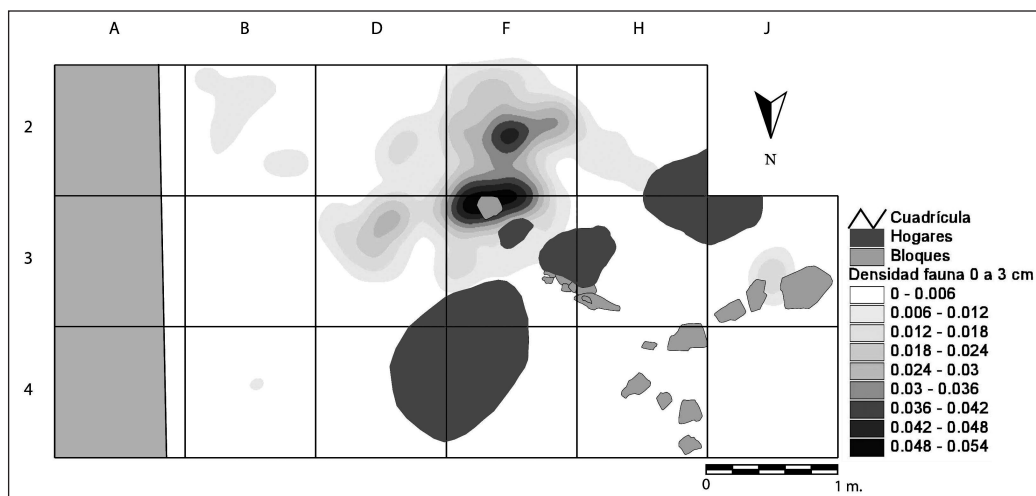 A B D F H J
2
N
3
4
Cuadrícula
Hogares
Bloques
Densidad fauna 0 a 3 cm
0 - 0.006
0.006 - 0.012
0.012 - 0.018
0.018 - 0.024
0.024 - 0.03
0.03 - 0.036
0.036 - 0.042
0.042 - 0.048
0.048 - 0.054
0 1 m.